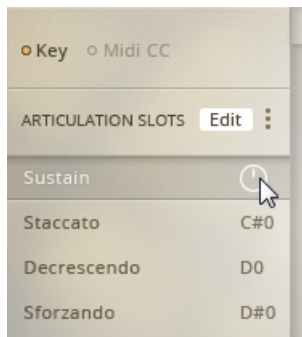 Key Midi CC
ARTICULATION SLOTS Edit
Sustain
Staccato C#0
Decrescendo D0
Sforzando D#0